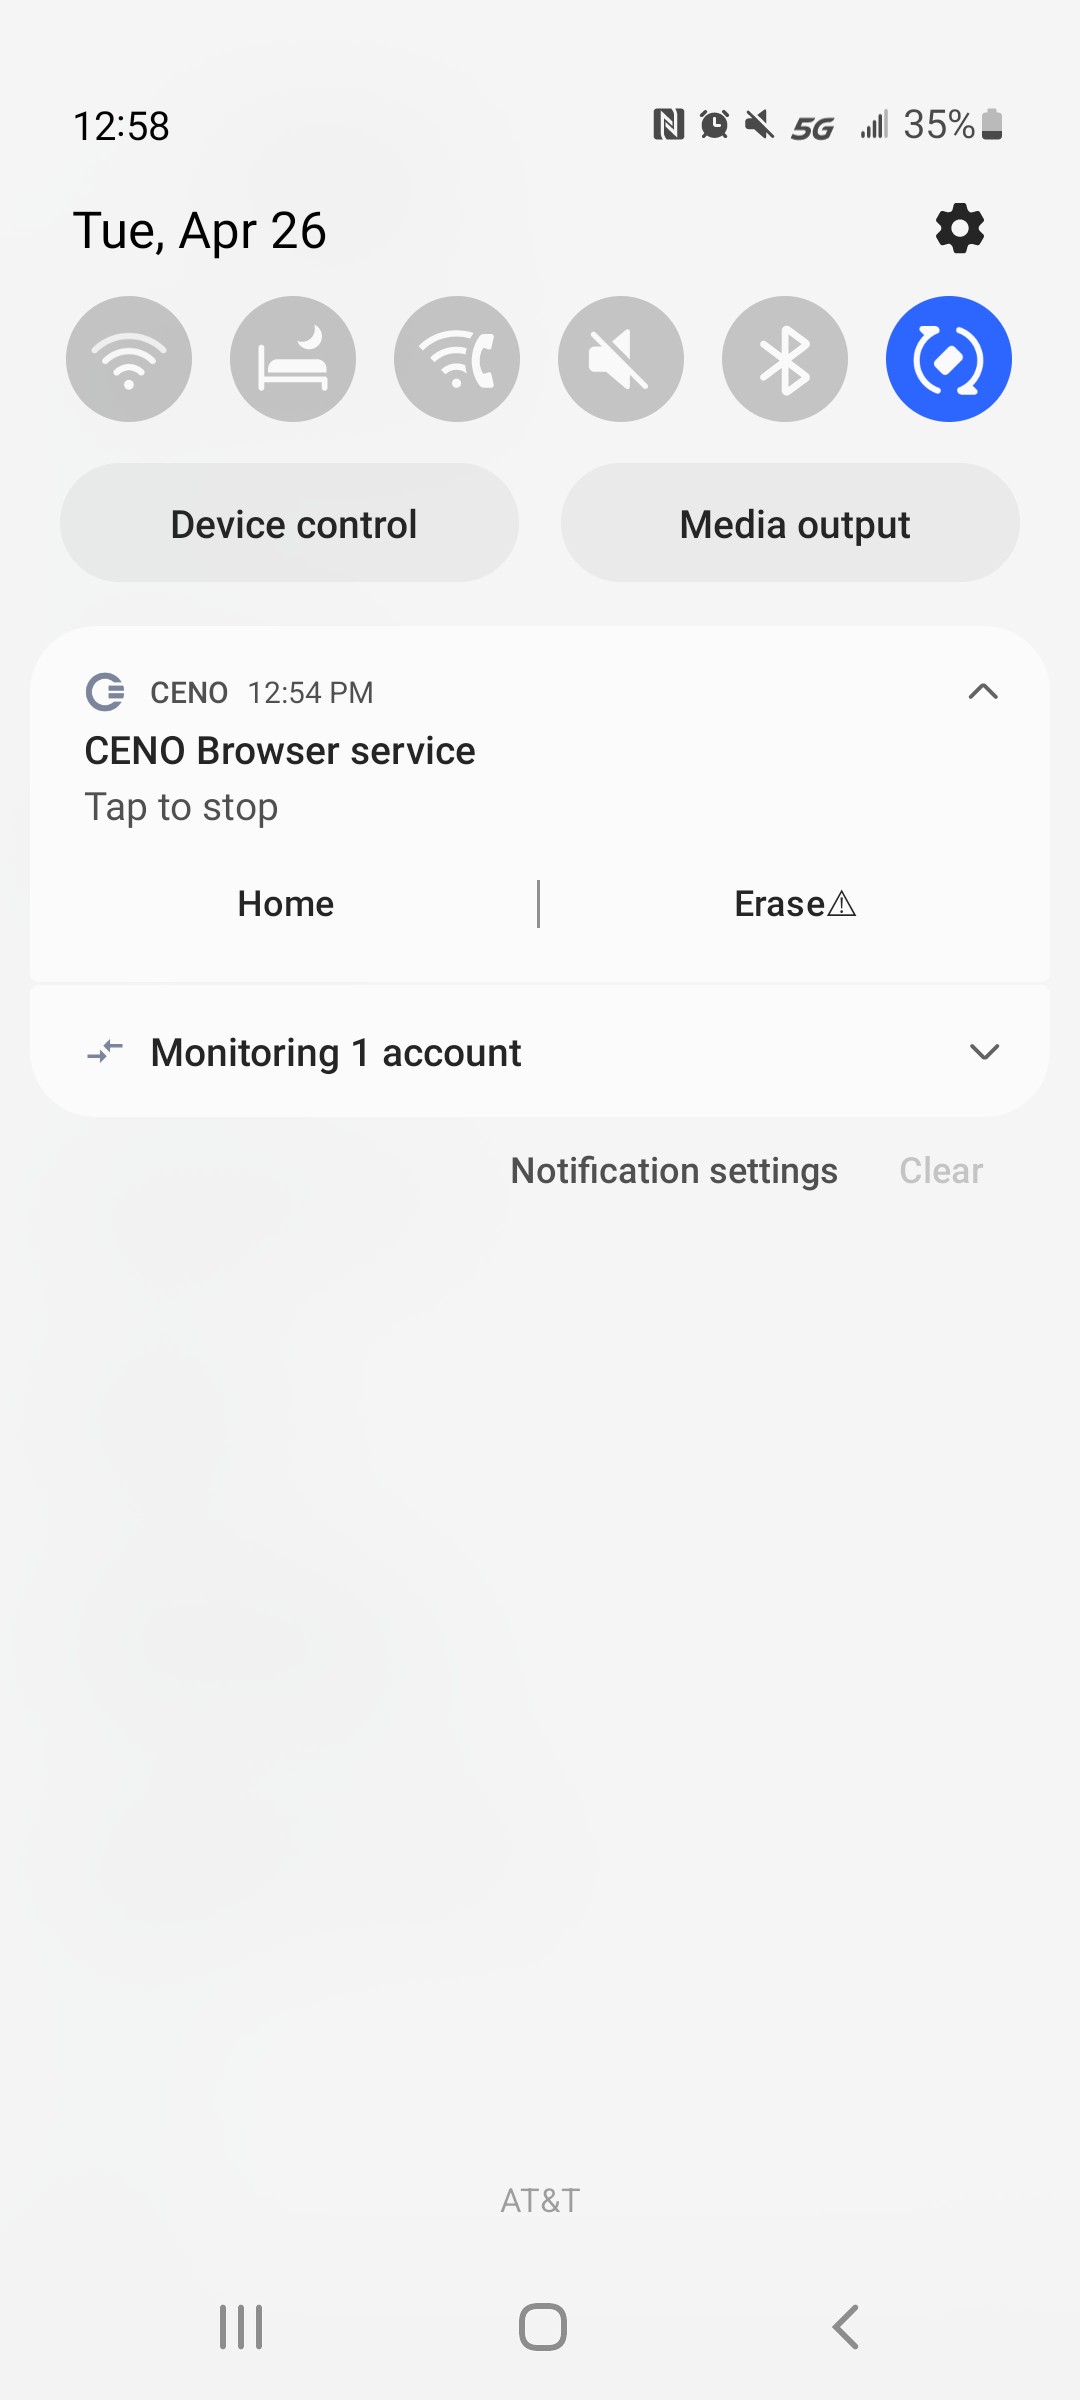 12:58
5G 35%
Tue, Apr 26
Device control
Media output
CENO 12:54 PM
CENO Browser service
Tap to stop
Home
Erase⚠
Monitoring 1 account
Notification settings
Clear
AT&T